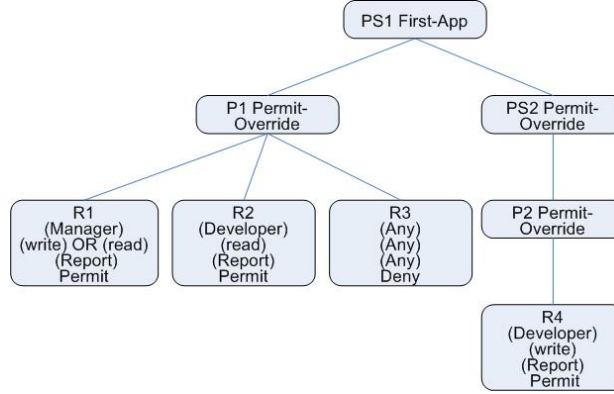 PS1 First-App
P1 Permit-
Override
PS2 Permit-
Override
R1
(Manager)
(write) OR (read)
(Report)
Permit
R2
(Developer)
(read)
(Report)
Permit
R3
(Any)
(Any)
(Any)
Deny
P2 Permit-
Override
R4
(Developer)
(write)
(Report)
Permit